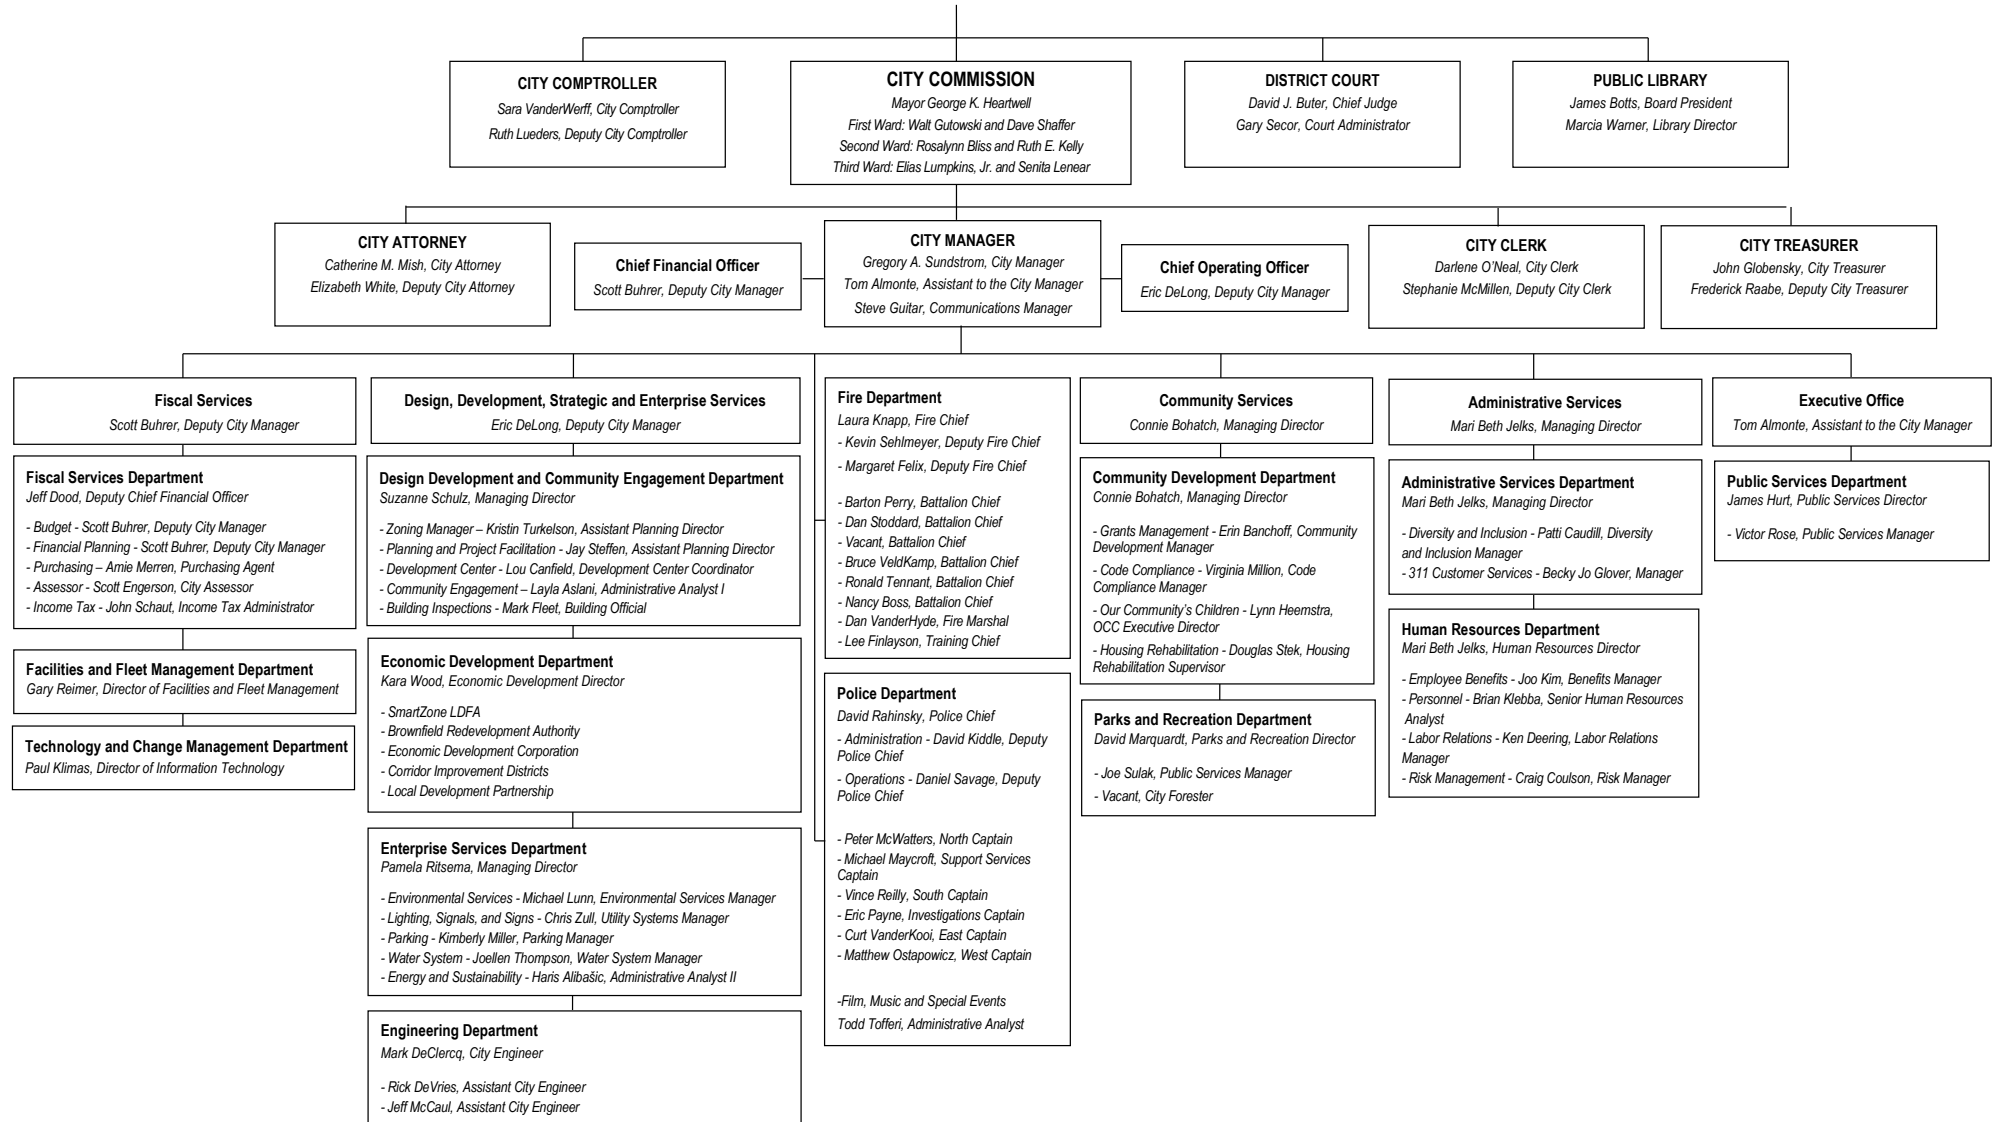 CITY COMPTROLLER
Sara VanderWerff, City Comptroller
Ruth Lueders, Deputy City Comptroller
CITY COMMISSION
Mayor George K. Heartwell
First Ward: Walt Gutowski and Dave Shaffer
Second Ward: Rosalynn Bliss and Ruth E. Kelly
Third Ward: Elias Lumpkins, Jr. and Senita Lenear
DISTRICT COURT
David J. Buter, Chief Judge
Gary Secor, Court Administrator
PUBLIC LIBRARY
James Botts, Board President
Marcia Warner, Library Director
CITY ATTORNEY
Catherine M. Mish, City Attorney
Elizabeth White, Deputy City Attorney
Chief Financial Officer
Scott Buhrer, Deputy City Manager
CITY MANAGER
Gregory A. Sundstrom, City Manager
Tom Almonte, Assistant to the City Manager
Steve Guitar, Communications Manager
Chief Operating Officer
Eric DeLong, Deputy City Manager
CITY CLERK
Darlene O’Neal, City Clerk
Stephanie McMillen, Deputy City Clerk
CITY TREASURER
John Globensky, City Treasurer
Frederick Raabe, Deputy City Treasurer
Fiscal Services
Scott Buhrer, Deputy City Manager
Fiscal Services Department
Jeff Dood, Deputy Chief Financial Officer
- Budget - Scott Buhrer, Deputy City Manager
- Financial Planning - Scott Buhrer, Deputy City Manager
- Purchasing – Amie Merren, Purchasing Agent
- Assessor - Scott Engerson, City Assessor
- Income Tax - John Schaut, Income Tax Administrator
Facilities and Fleet Management Department
Gary Reimer, Director of Facilities and Fleet Management
Technology and Change Management Department
Paul Klimas, Director of Information Technology
Design, Development, Strategic and Enterprise Services
Eric DeLong, Deputy City Manager
Design Development and Community Engagement Department
Suzanne Schulz, Managing Director
- Zoning Manager – Kristin Turkelson, Assistant Planning Director
- Planning and Project Facilitation - Jay Steffen, Assistant Planning Director
- Development Center - Lou Canfield, Development Center Coordinator
- Community Engagement – Layla Aslani, Administrative Analyst I
- Building Inspections - Mark Fleet, Building Official
Economic Development Department
Kara Wood, Economic Development Director
- SmartZone LDFA
- Brownfield Redevelopment Authority
- Economic Development Corporation
- Corridor Improvement Districts
- Local Development Partnership
Enterprise Services Department
Pamela Ritsema, Managing Director
- Environmental Services - Michael Lunn, Environmental Services Manager
- Lighting, Signals, and Signs - Chris Zull, Utility Systems Manager
- Parking - Kimberly Miller, Parking Manager
- Water System - Joellen Thompson, Water System Manager
- Energy and Sustainability - Haris Alibašic, Administrative Analyst II
Engineering Department
Mark DeClercq, City Engineer
- Rick DeVries, Assistant City Engineer
- Jeff McCaul, Assistant City Engineer
Fire Department
Laura Knapp, Fire Chief
- Kevin Sehlmeyer, Deputy Fire Chief
- Margaret Felix, Deputy Fire Chief
- Barton Perry, Battalion Chief
- Dan Stoddard, Battalion Chief
- Vacant, Battalion Chief
- Bruce VeldKamp, Battalion Chief
- Ronald Tennant, Battalion Chief
- Nancy Boss, Battalion Chief
- Dan VanderHyde, Fire Marshal
- Lee Finlayson, Training Chief
Police Department
David Rahinsky, Police Chief
- Administration - David Kiddle, Deputy
Police Chief
- Operations - Daniel Savage, Deputy
Police Chief
- Peter McWatters, North Captain
- Michael Maycroft, Support Services
Captain
- Vince Reilly, South Captain
- Eric Payne, Investigations Captain
- Curt VanderKooi, East Captain
- Matthew Ostapowicz, West Captain
-Film, Music and Special Events
Todd Tofferi, Administrative Analyst
Community Services
Connie Bohatch, Managing Director
Community Development Department
Connie Bohatch, Managing Director
- Grants Management - Erin Banchoff, Community
Development Manager
- Code Compliance - Virginia Million, Code
Compliance Manager
- Our Community’s Children - Lynn Heemstra,
OCC Executive Director
- Housing Rehabilitation - Douglas Stek, Housing
Rehabilitation Supervisor
Parks and Recreation Department
David Marquardt, Parks and Recreation Director
- Joe Sulak, Public Services Manager
- Vacant, City Forester
Administrative Services
Mari Beth Jelks, Managing Director
Administrative Services Department
Mari Beth Jelks, Managing Director
- Diversity and Inclusion - Patti Caudill, Diversity
and Inclusion Manager
- 311 Customer Services - Becky Jo Glover, Manager
Human Resources Department
Mari Beth Jelks, Human Resources Director
- Employee Benefits - Joo Kim, Benefits Manager
- Personnel - Brian Klebba, Senior Human Resources
Analyst
- Labor Relations - Ken Deering, Labor Relations
Manager
- Risk Management - Craig Coulson, Risk Manager
Executive Office
Tom Almonte, Assistant to the City Manager
Public Services Department
James Hurt, Public Services Director
- Victor Rose, Public Services Manager